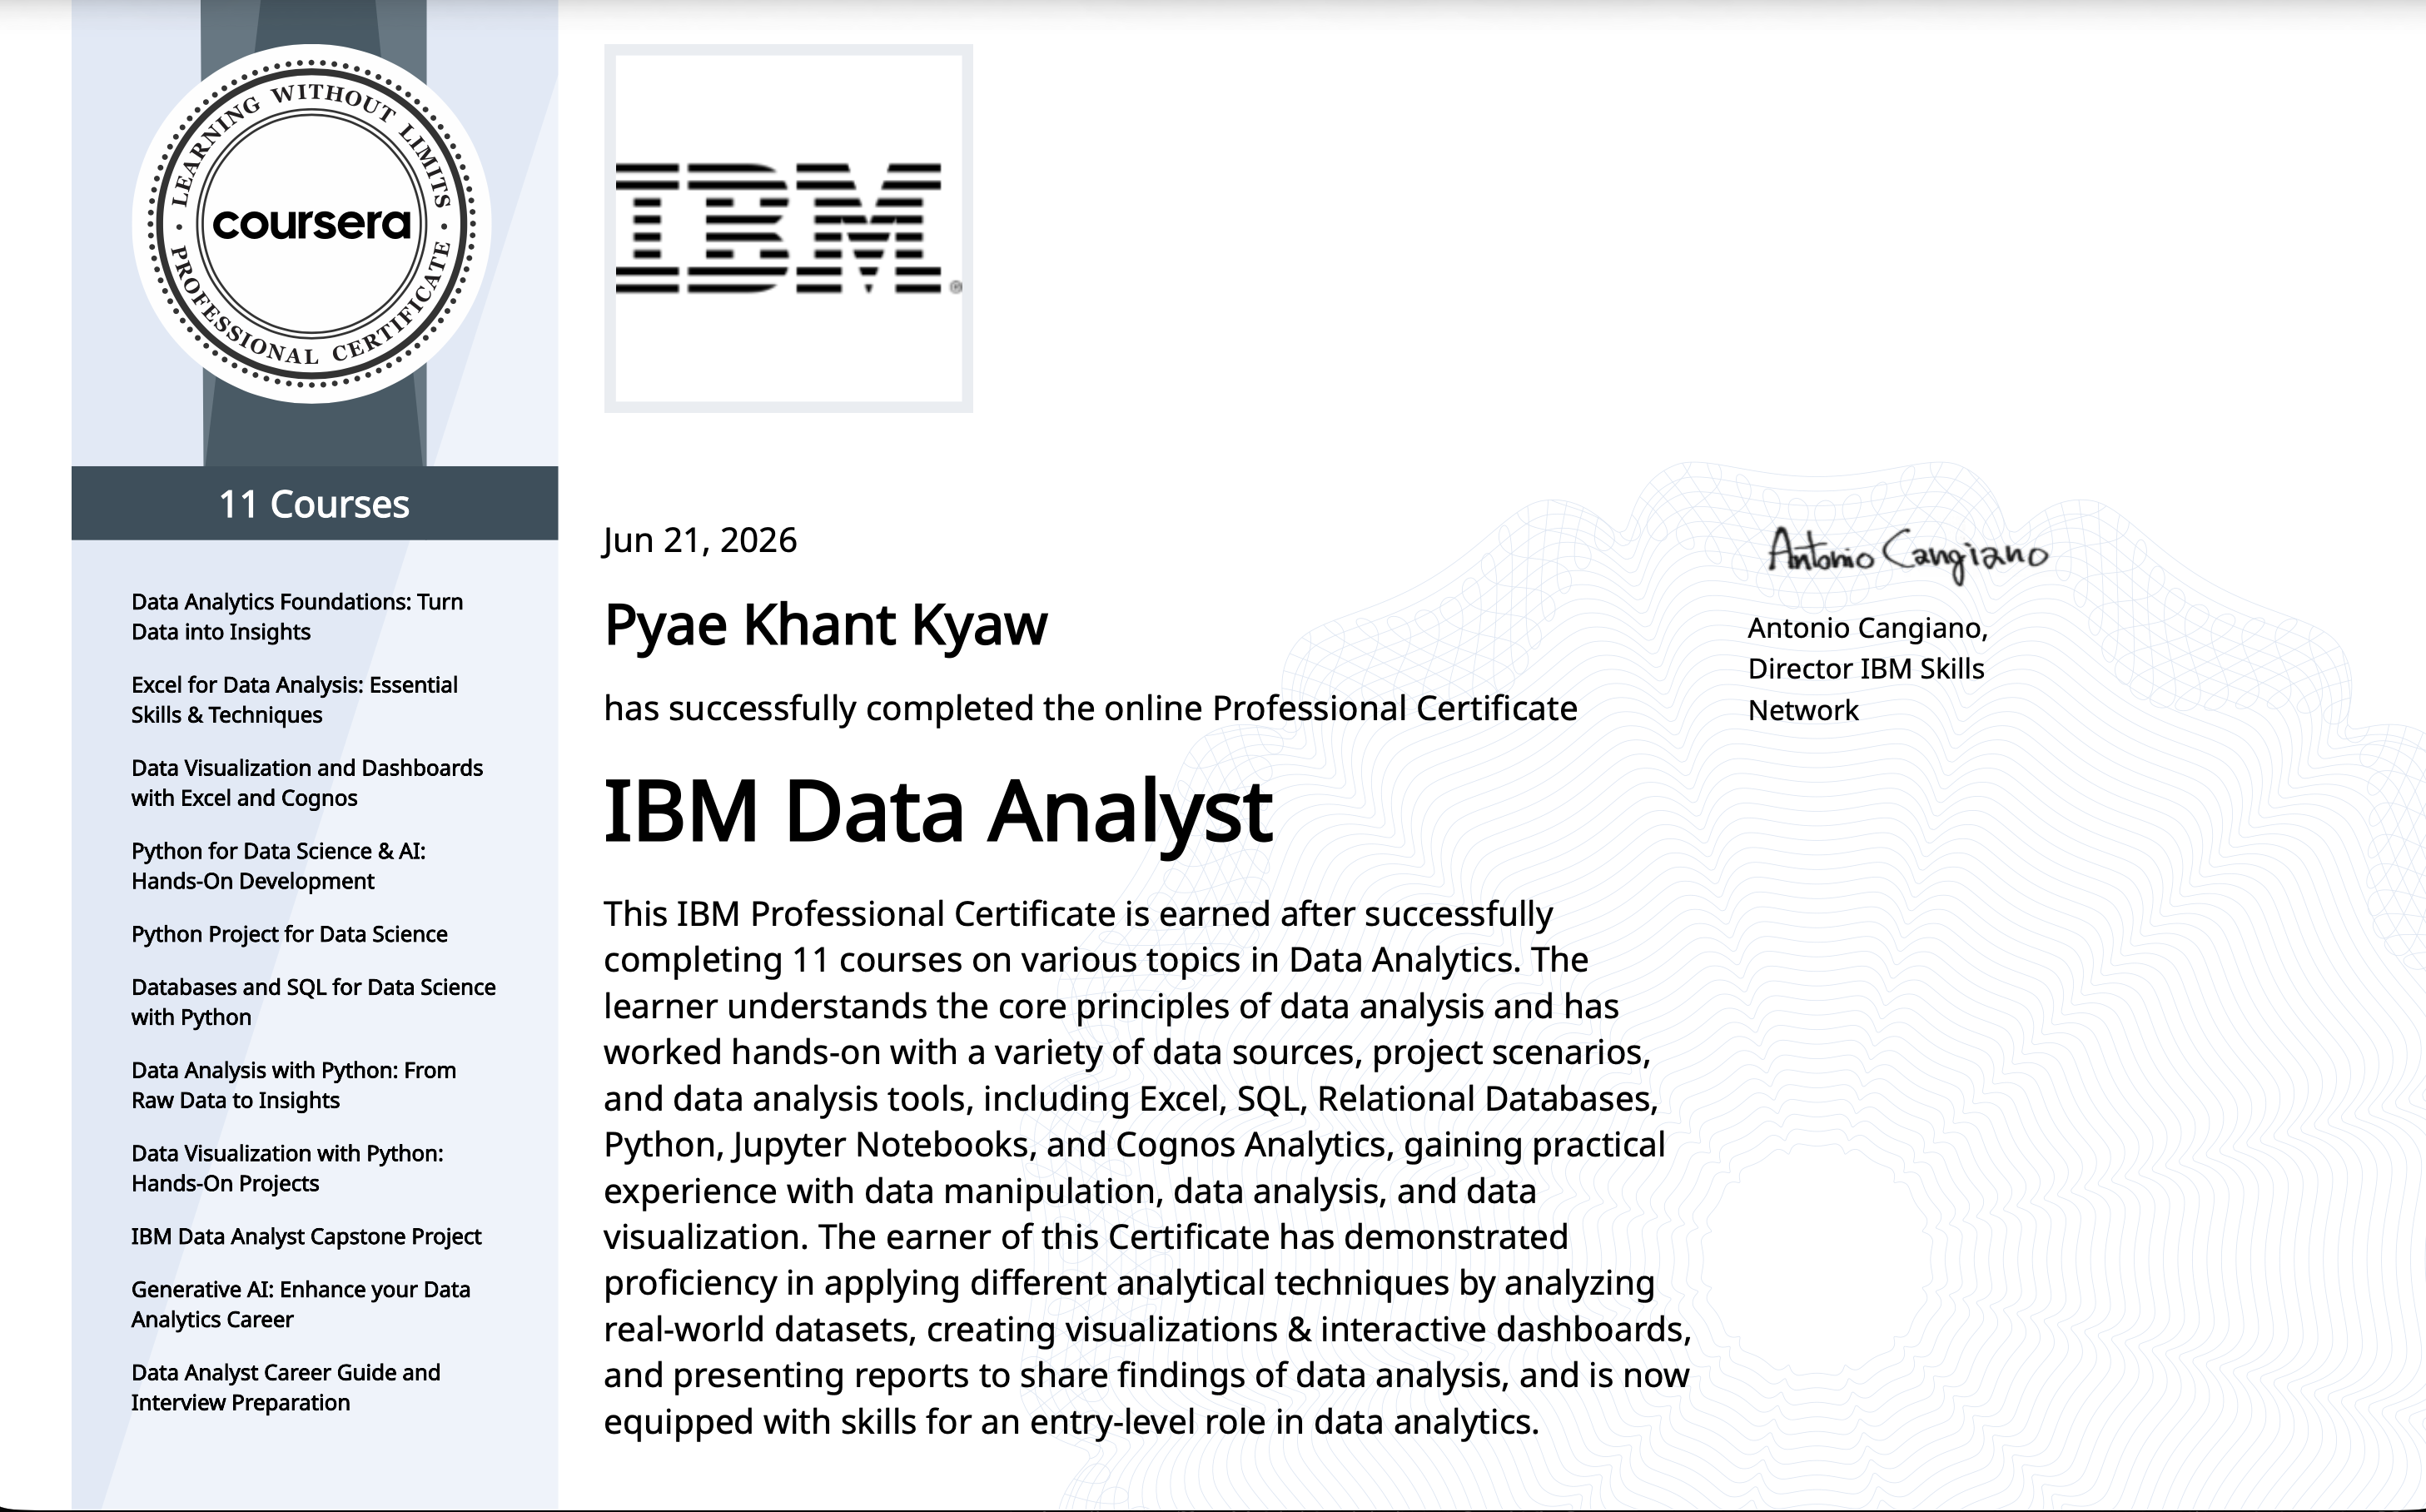 LEARNING WITHOUT LIMITS
coursera
PROFESSIONAL CERTIFICATE
11 Courses
Data Analytics Foundations: Turn
Data into Insights
Excel for Data Analysis: Essential
Skills & Techniques
Data Visualization and Dashboards
with Excel and Cognos
Python for Data Science & AI:
Hands-On Development
Python Project for Data Science
Databases and SQL for Data Science
with Python
Data Analysis with Python: From
Raw Data to Insights
Data Visualization with Python:
Hands-On Projects
IBM Data Analyst Capstone Project
Generative AI: Enhance your Data
Analytics Career
Data Analyst Career Guide and
Interview Preparation
IBM®
Jun 21, 2026
Pyae Khant Kyaw
has successfully completed the online Professional Certificate
IBM Data Analyst
This IBM Professional Certificate is earned after successfully
completing 11 courses on various topics in Data Analytics. The
learner understands the core principles of data analysis and has
worked hands-on with a variety of data sources, project scenarios,
and data analysis tools, including Excel, SQL, Relational Databases,
Python, Jupyter Notebooks, and Cognos Analytics, gaining practical
experience with data manipulation, data analysis, and data
visualization. The earner of this Certificate has demonstrated
proficiency in applying different analytical techniques by analyzing
real-world datasets, creating visualizations & interactive dashboards,
and presenting reports to share findings of data analysis, and is now
equipped with skills for an entry-level role in data analytics.
Antonio Cangiano
Antonio Cangiano,
Director IBM Skills
Network